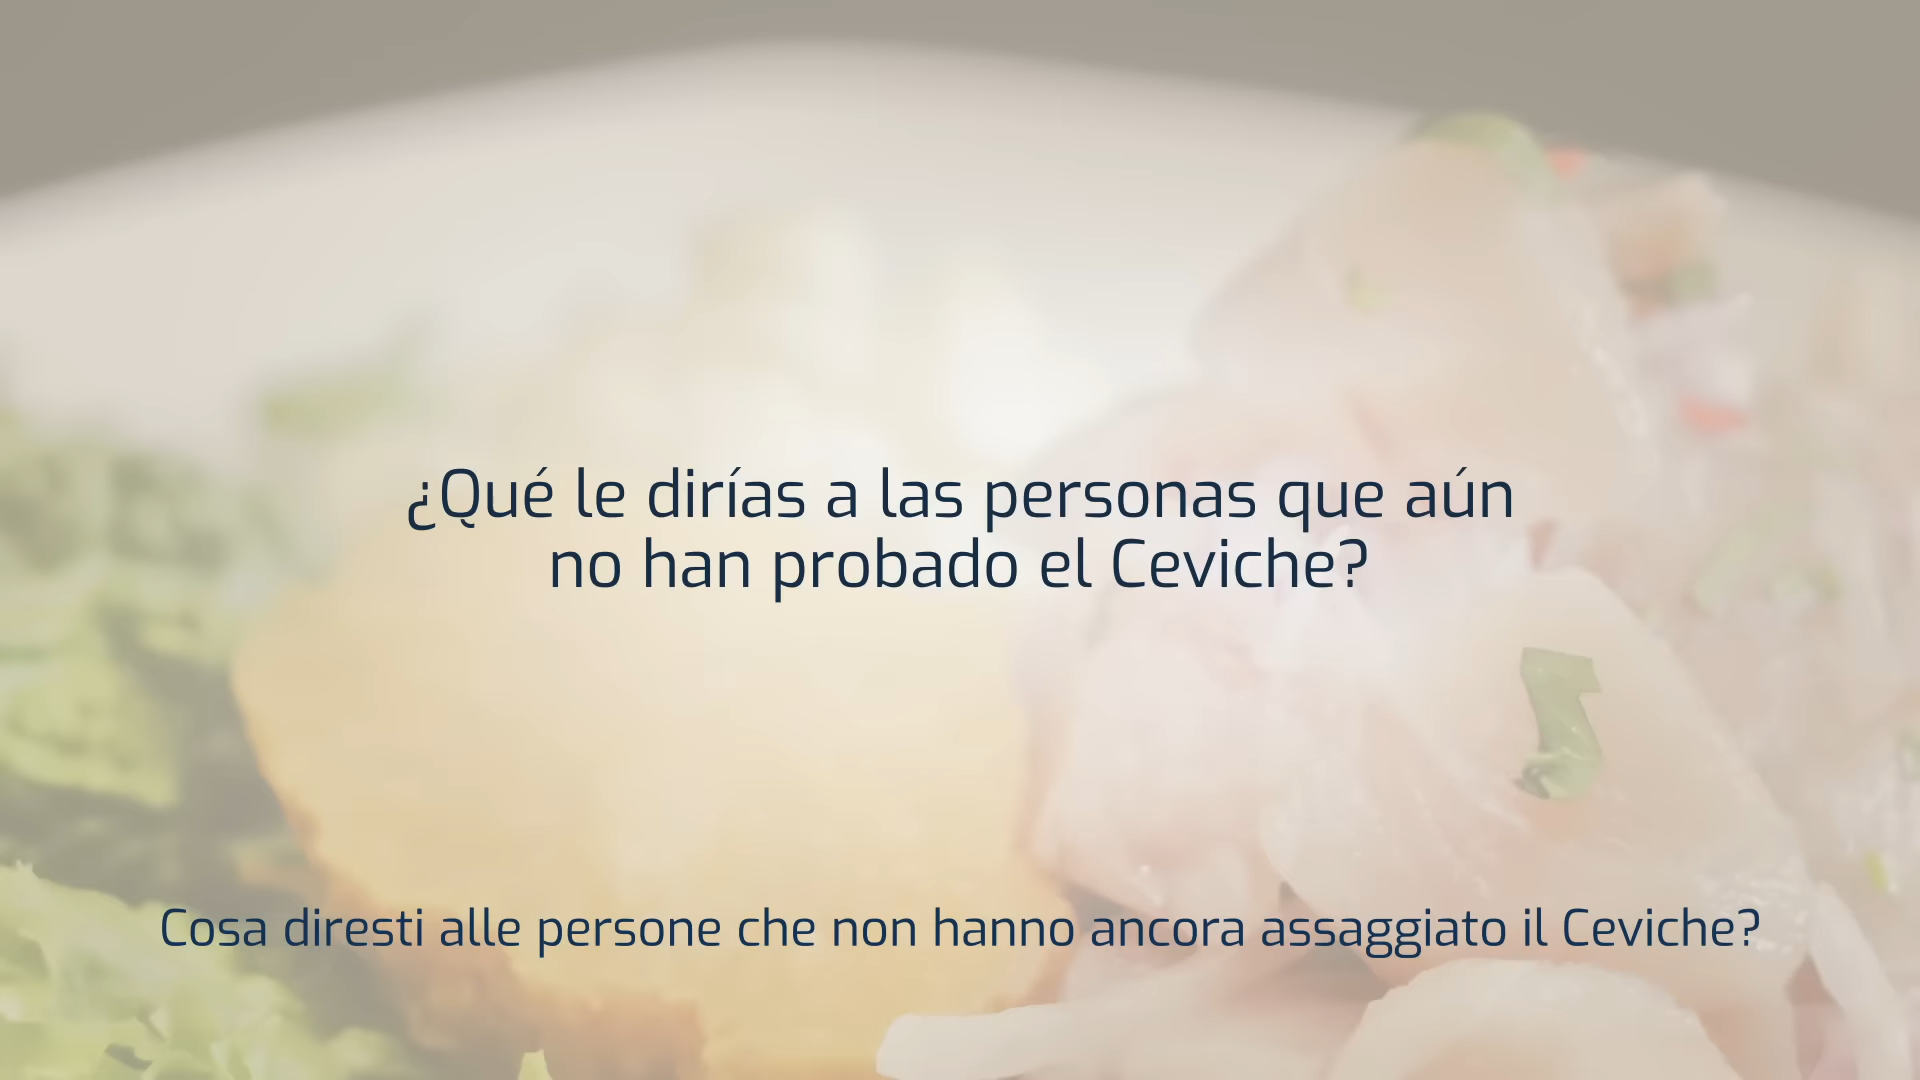 ¿Qué le dirías a las personas que aún
no han probado el Ceviche?
Cosa diresti alle persone che non hanno ancora assaggiato il Ceviche?